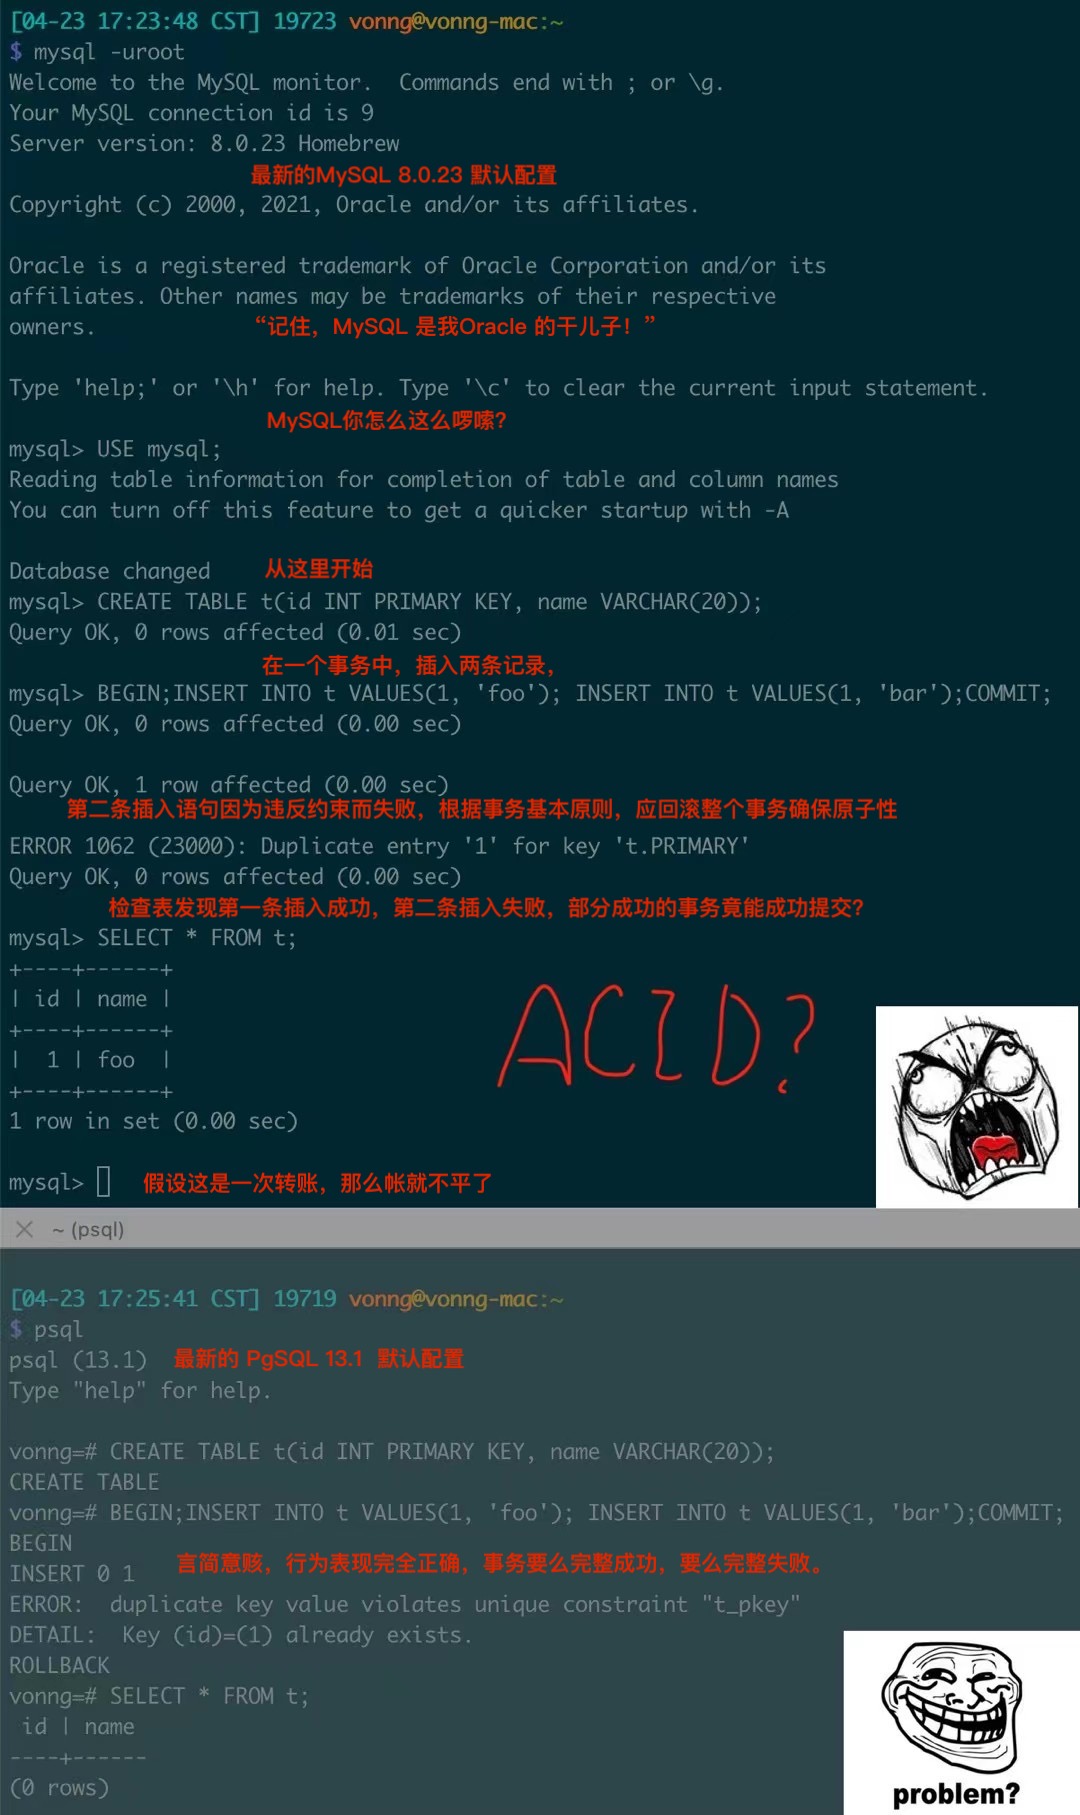 [04-23 17:23:48 CST] 19723 vonng@vonng-mac:~
$ mysql -uroot
Welcome to the MySQL monitor.  Commands end with ; or \g.
Your MySQL connection id is 9
Server version: 8.0.23 Homebrew
最新的MySQL 8.0.23 默认配置
Copyright (c) 2000, 2021, Oracle and/or its affiliates.
Oracle is a registered trademark of Oracle Corporation and/or its
affiliates. Other names may be trademarks of their respective
owners.
“记住，MySQL 是我Oracle 的干儿子！”
Type 'help;' or '\h' for help. Type '\c' to clear the current input statement.
MySQL你怎么这么啰嗦？
mysql> USE mysql;
Reading table information for completion of table and column names
You can turn off this feature to get a quicker startup with -A
Database changed
从这里开始
mysql> CREATE TABLE t(id INT PRIMARY KEY, name VARCHAR(20));
Query OK, 0 rows affected (0.01 sec)
在一个事务中，插入两条记录，
mysql> BEGIN;INSERT INTO t VALUES(1, 'foo'); INSERT INTO t VALUES(1, 'bar');COMMIT;
Query OK, 0 rows affected (0.00 sec)
Query OK, 1 row affected (0.00 sec)
第二条插入语句因为违反约束而失败，根据事务基本原则，应回滚整个事务确保原子性
ERROR 1062 (23000): Duplicate entry '1' for key 't.PRIMARY'
Query OK, 0 rows affected (0.00 sec)
检查表发现第一条插入成功，第二条插入失败，部分成功的事务竟能成功提交？
mysql> SELECT * FROM t;
+----+------+
| id | name |
+----+------+
|  1 | foo  |
+----+------+
1 row in set (0.00 sec)
ACID?
mysql>
假设这是一次转账，那么帐就不平了
~ (psql)
[04-23 17:25:41 CST] 19719 vonng@vonng-mac:~
$ psql
psql (13.1)
最新的 PgSQL 13.1  默认配置
Type "help" for help.
vonng=# CREATE TABLE t(id INT PRIMARY KEY, name VARCHAR(20));
CREATE TABLE
vonng=# BEGIN;INSERT INTO t VALUES(1, 'foo'); INSERT INTO t VALUES(1, 'bar');COMMIT;
BEGIN
INSERT 0 1
言简意赅，行为表现完全正确，事务要么完整成功，要么完整失败。
ERROR:  duplicate key value violates unique constraint "t_pkey"
DETAIL:  Key (id)=(1) already exists.
ROLLBACK
vonng=# SELECT * FROM t;
 id | name
----+------
(0 rows)
problem?